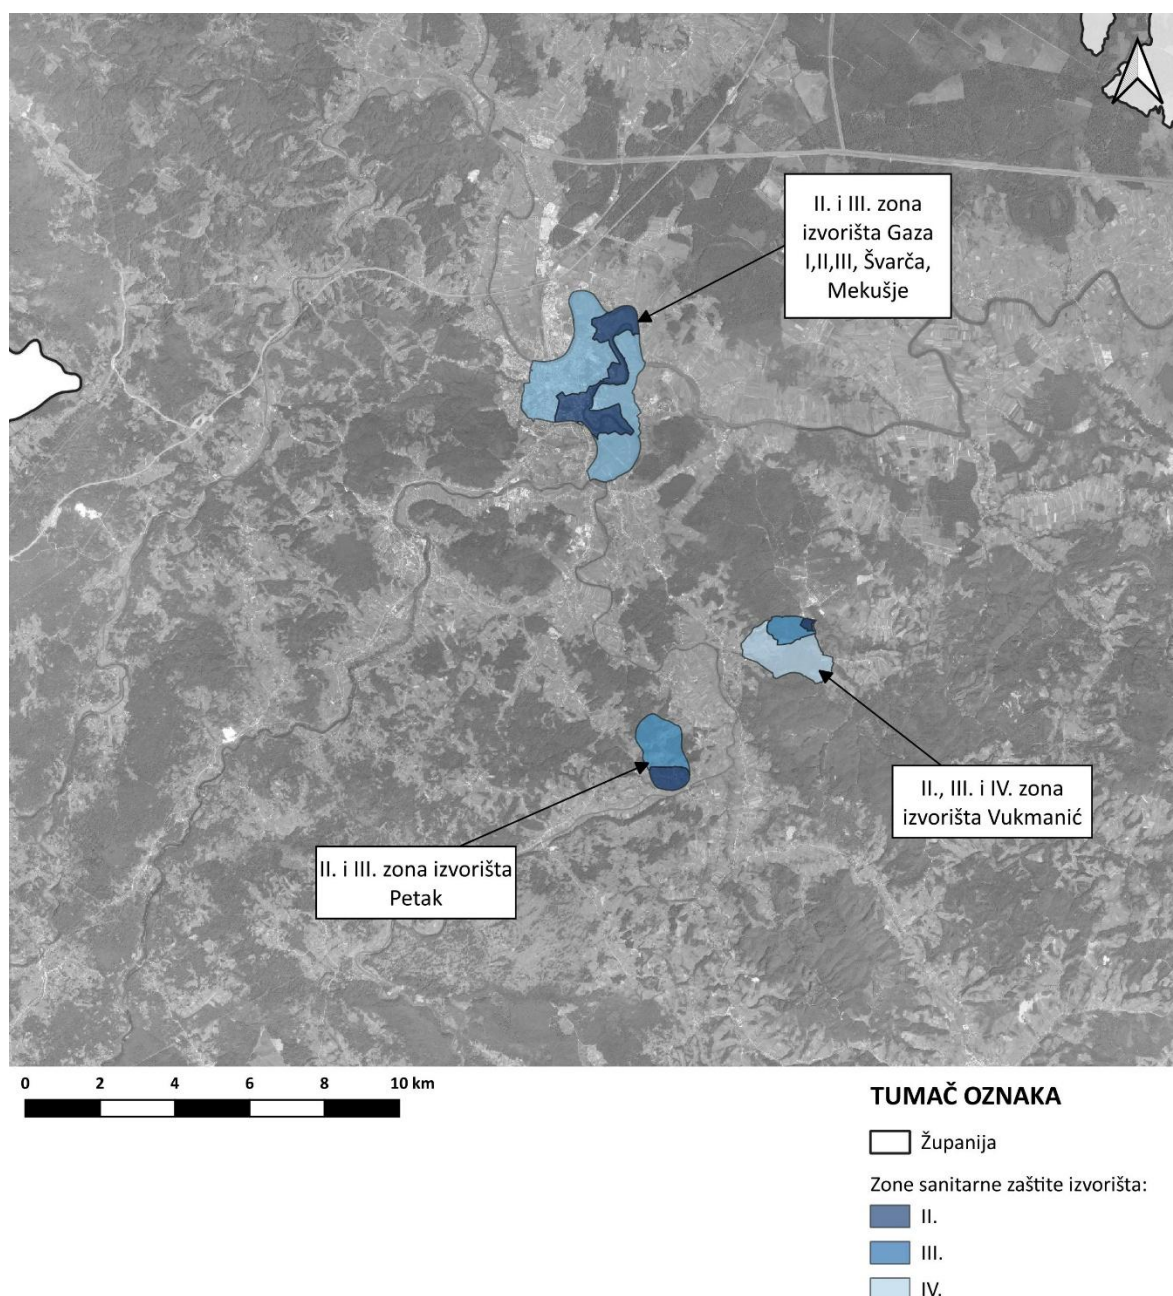 II. i III. zona
izvorišta Gaza
I,II,III, Švarča,
Mekušje
II., III. i IV. zona
izvorišta Vukmanić
II. i III. zona izvorišta
Petak
0 2 4 6 8 10 km
TUMAČ OZNAKA
Županija
Zone sanitarne zaštite izvorišta:
II.
III.
IV.